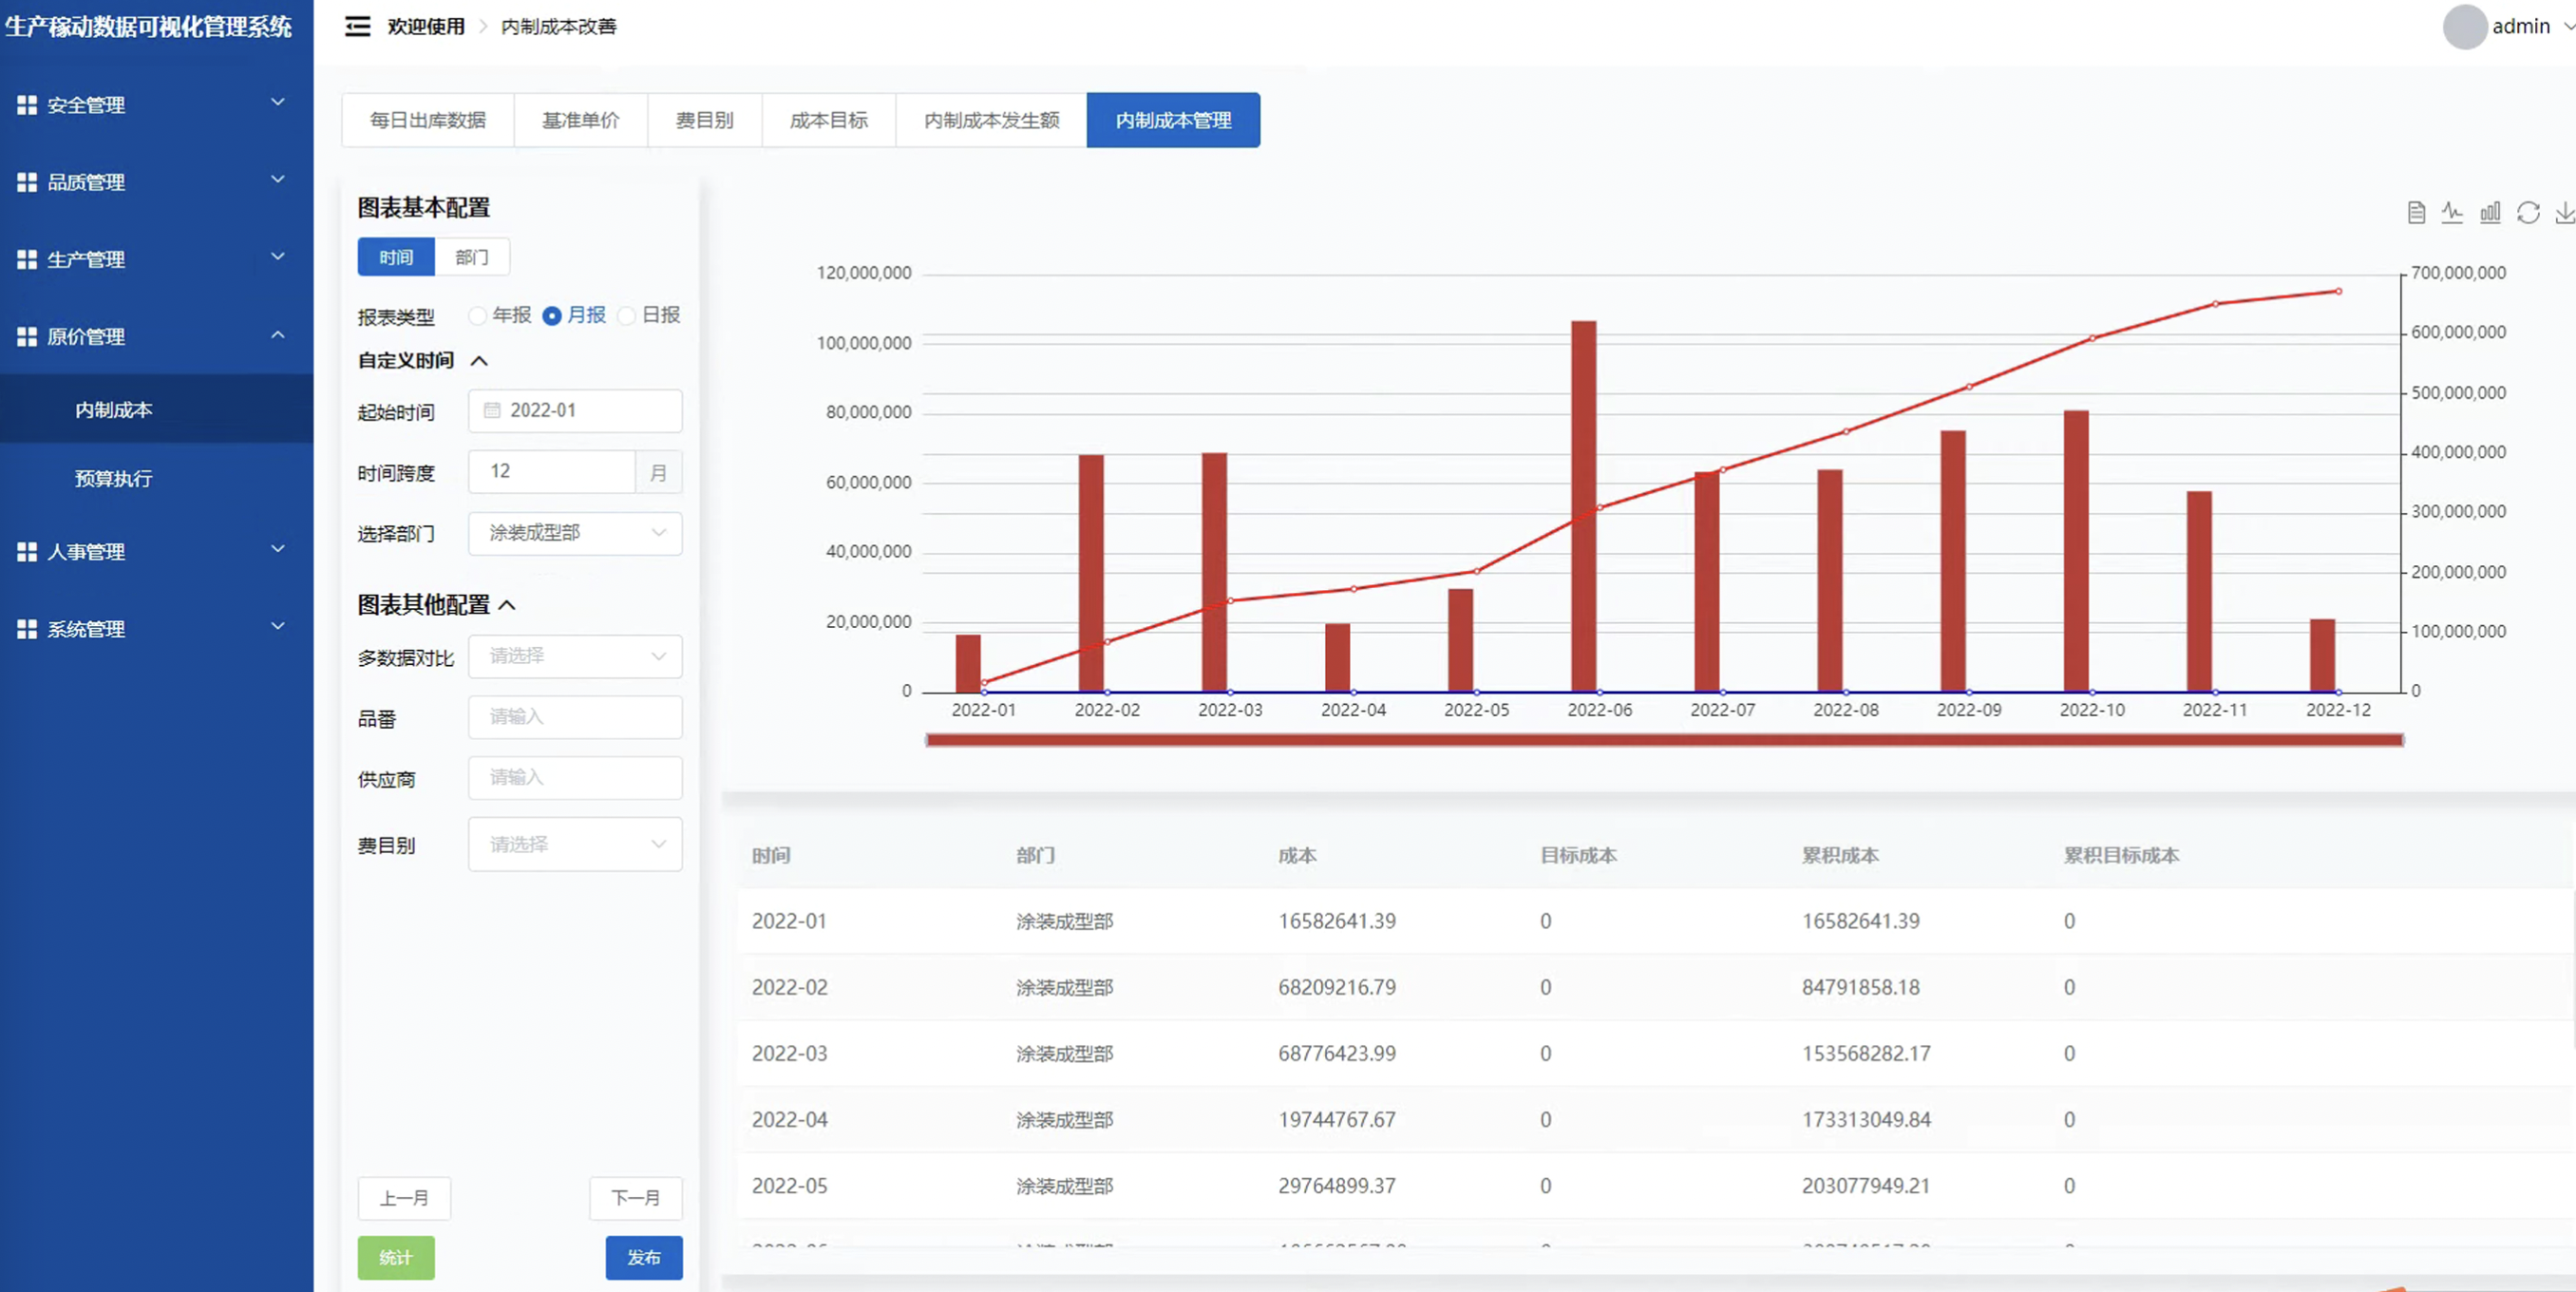 生产稼动数据可视化管理系统
欢迎使用 > 内制成本改善
admin
安全管理
品质管理
生产管理
原价管理
内制成本
预算执行
人事管理
系统管理
每日出库数据 基准单价 费目别 成本目标 内制成本发生额 内制成本管理
图表基本配置
时间 部门
报表类型 年报 月报 日报
自定义时间
起始时间 2022-01
时间跨度 12 月
选择部门 涂装成型部
图表其他配置
多数据对比 请选择
品番 请输入
供应商 请输入
费目别 请选择
上一月 下一月
统计 发布
120,000,000
100,000,000
80,000,000
60,000,000
40,000,000
20,000,000
0
700,000,000
600,000,000
500,000,000
400,000,000
300,000,000
200,000,000
100,000,000
0
2022-01 2022-02 2022-03 2022-04 2022-05 2022-06 2022-07 2022-08 2022-09 2022-10 2022-11 2022-12
时间 部门 成本 目标成本 累积成本 累积目标成本
2022-01 涂装成型部 16582641.39 0 16582641.39 0
2022-02 涂装成型部 68209216.79 0 84791858.18 0
2022-03 涂装成型部 68776423.99 0 153568282.17 0
2022-04 涂装成型部 19744767.67 0 173313049.84 0
2022-05 涂装成型部 29764899.37 0 203077949.21 0